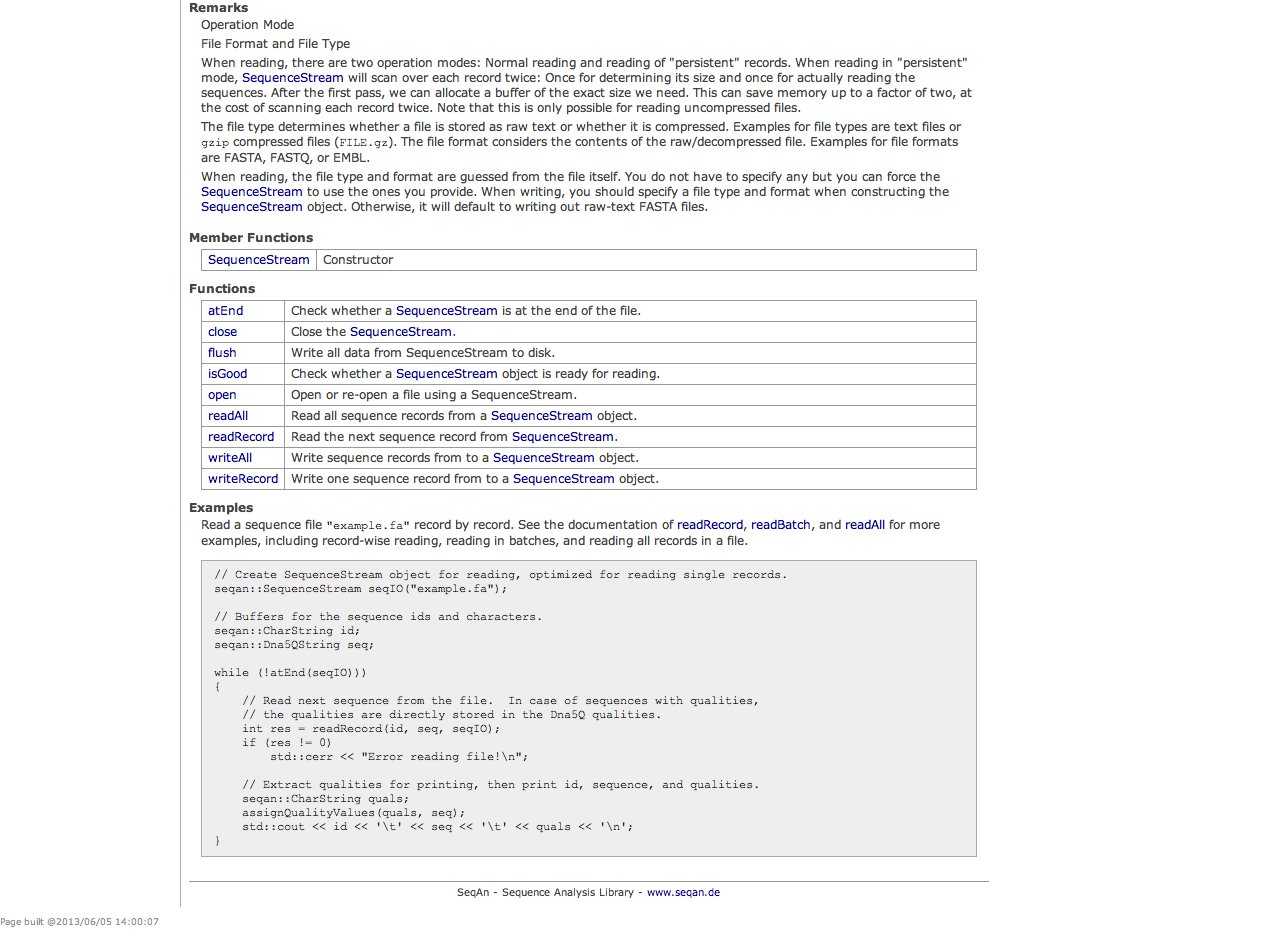 Remarks
Operation Mode
File Format and File Type
When reading, there are two operation modes: Normal reading and reading of "persistent" records. When reading in "persistent"
mode, SequenceStream will scan over each record twice: Once for determining its size and once for actually reading the
sequences. After the first pass, we can allocate a buffer of the exact size we need. This can save memory up to a factor of two, at
the cost of scanning each record twice. Note that this is only possible for reading uncompressed files.
The file type determines whether a file is stored as raw text or whether it is compressed. Examples for file types are text files or
gzip compressed files (FILE.gz). The file format considers the contents of the raw/decompressed file. Examples for file formats
are FASTA, FASTQ, or EMBL.
When reading, the file type and format are guessed from the file itself. You do not have to specify any but you can force the
SequenceStream to use the ones you provide. When writing, you should specify a file type and format when constructing the
SequenceStream object. Otherwise, it will default to writing out raw-text FASTA files.
Member Functions
SequenceStream Constructor
Functions
atEnd Check whether a SequenceStream is at the end of the file.
close Close the SequenceStream.
flush Write all data from SequenceStream to disk.
isGood Check whether a SequenceStream object is ready for reading.
open Open or re-open a file using a SequenceStream.
readAll Read all sequence records from a SequenceStream object.
readRecord Read the next sequence record from SequenceStream.
writeAll Write sequence records from to a SequenceStream object.
writeRecord Write one sequence record from to a SequenceStream object.
Examples
Read a sequence file "example.fa" record by record. See the documentation of readRecord, readBatch, and readAll for more
examples, including record-wise reading, reading in batches, and reading all records in a file.
// Create SequenceStream object for reading, optimized for reading single records.
seqan::SequenceStream seqIO("example.fa");
// Buffers for the sequence ids and characters.
seqan::CharString id;
seqan::Dna5QString seq;
while (!atEnd(seqIO)))
{
// Read next sequence from the file.  In case of sequences with qualities,
// the qualities are directly stored in the Dna5Q qualities.
int res = readRecord(id, seq, seqIO);
if (res != 0)
std::cerr << "Error reading file!\n";
// Extract qualities for printing, then print id, sequence, and qualities.
seqan::CharString quals;
assignQualityValues(quals, seq);
std::cout << id << '\t' << seq << '\t' << quals << '\n';
}
SeqAn - Sequence Analysis Library - www.seqan.de
Page built @2013/06/05 14:00:07